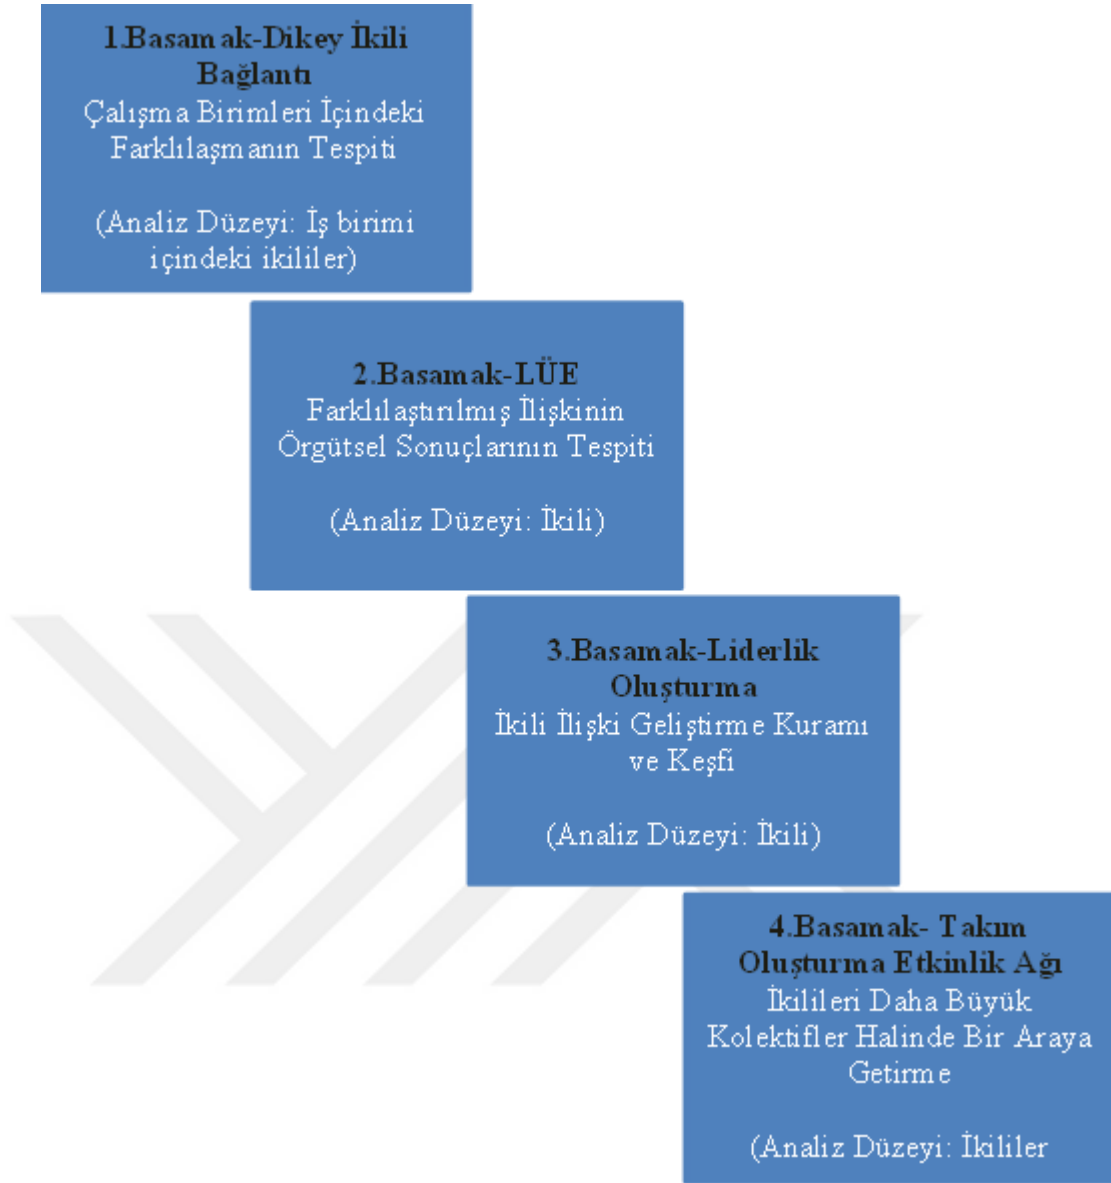 1.Basamak-Dikey İkili
Bağlantı
Çalışma Birimleri İçindeki
Farklılaşmanın Tespiti
(Analiz Düzeyi: İş birimi
içindeki ikililer)
2.Basamak-LÜE
Farklılaştırılmış İlişkinin
Örgütsel Sonuçlarının Tespiti
(Analiz Düzeyi: İkili)
3.Basamak-Liderlik
Oluşturma
İkili İlişki Geliştirme Kuramı
ve Keşfi
(Analiz Düzeyi: İkili)
4.Basamak- Takım
Oluşturma Etkinlik Ağı
İkilileri Daha Büyük
Kolektifler Halinde Bir Araya
Getirme
(Analiz Düzeyi: İkililer